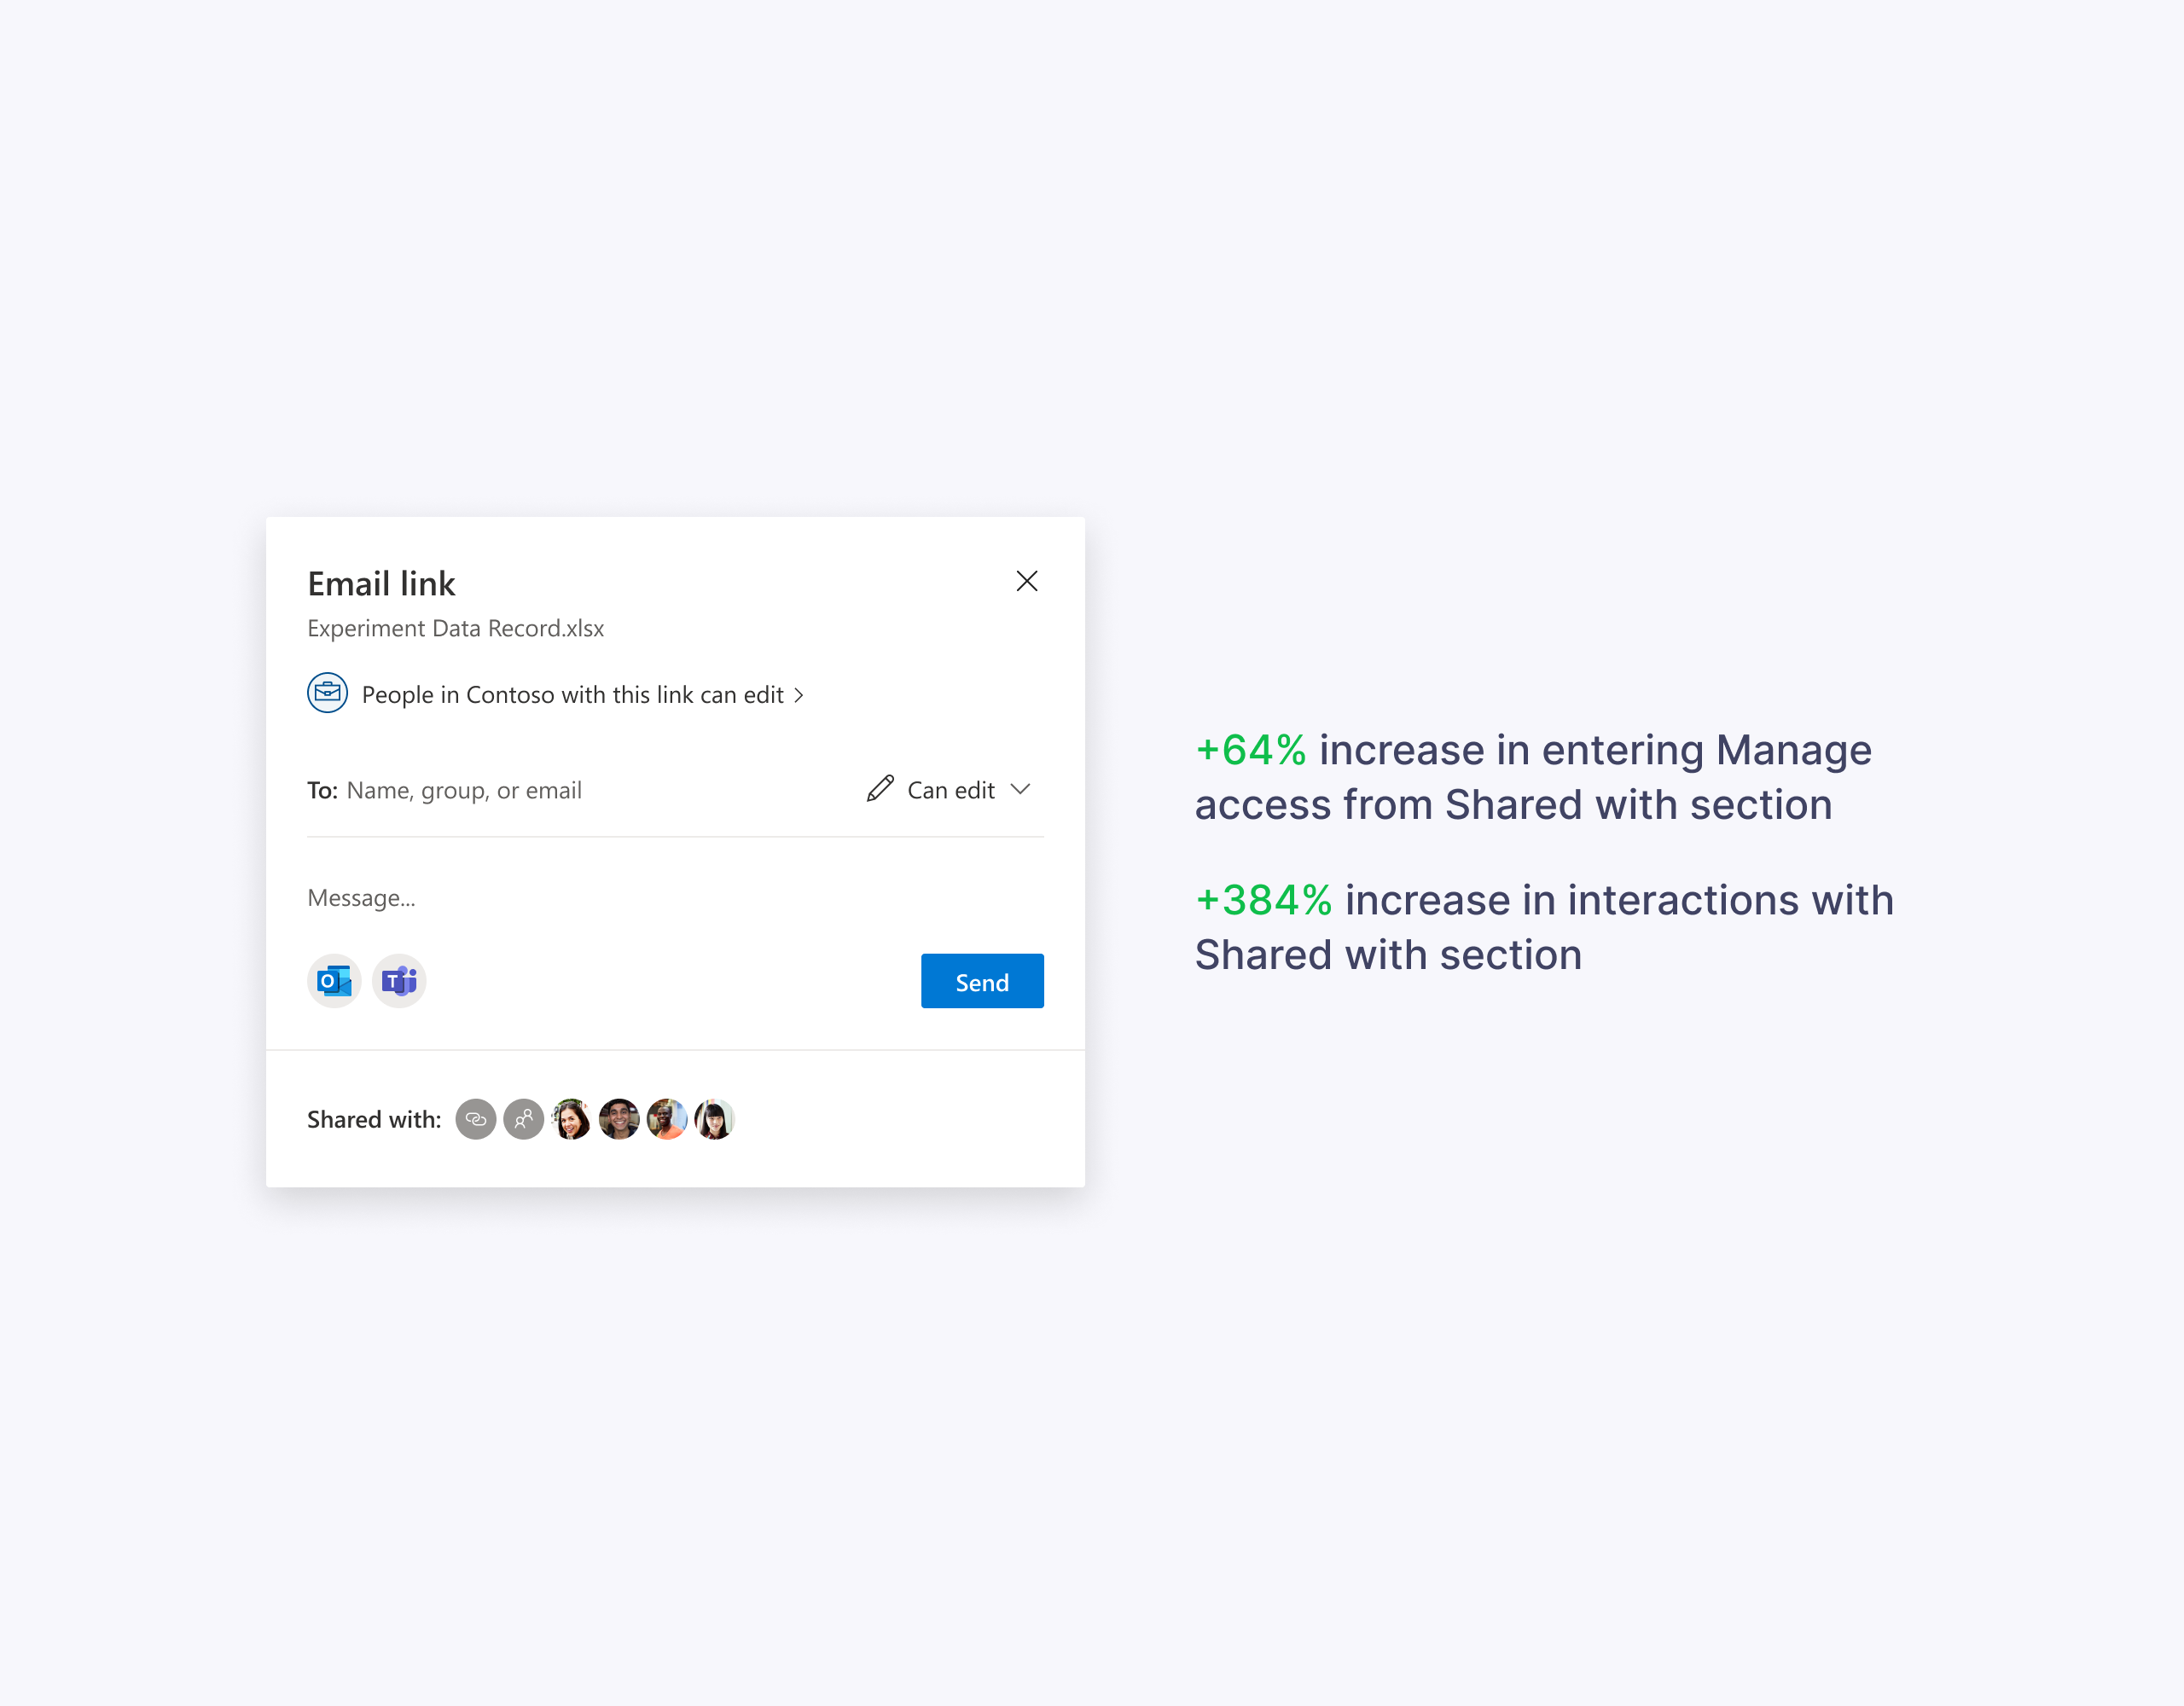 Email link
Experiment Data Record.xlsx
People in Contoso with this link can edit
To: Name, group, or email
Can edit
Message...
O
T
Send
Shared with:
+64% increase in entering Manage
access from Shared with section
+384% increase in interactions with
Shared with section